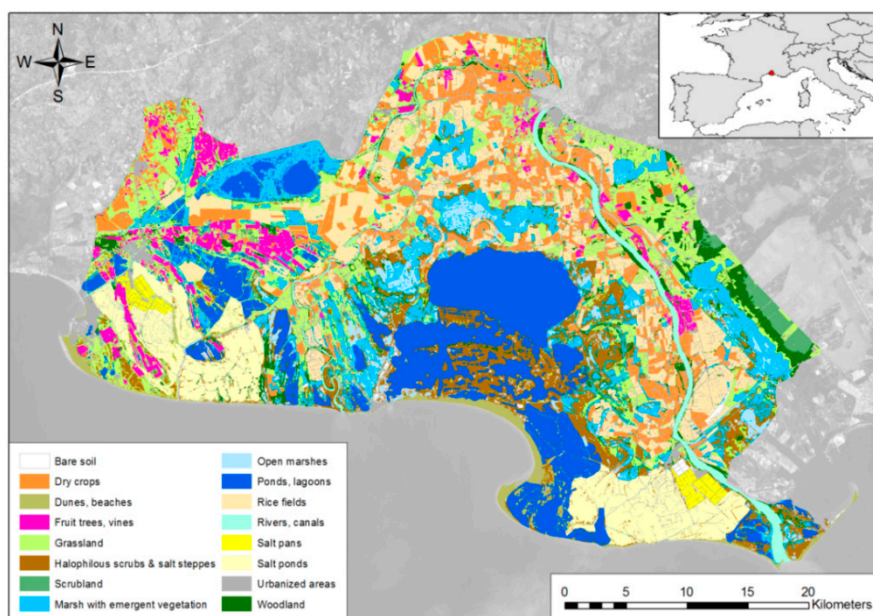 N
W E
S
Bare soil
Dry crops
Dunes, beaches
Fruit trees, vines
Grassland
Halophilous scrubs & salt steppes
Scrubland
Marsh with emergent vegetation
Open marshes
Ponds, lagoons
Rice fields
Rivers, canals
Salt pans
Salt ponds
Urbanized areas
Woodland
0 5 10 15 20
Kilometers